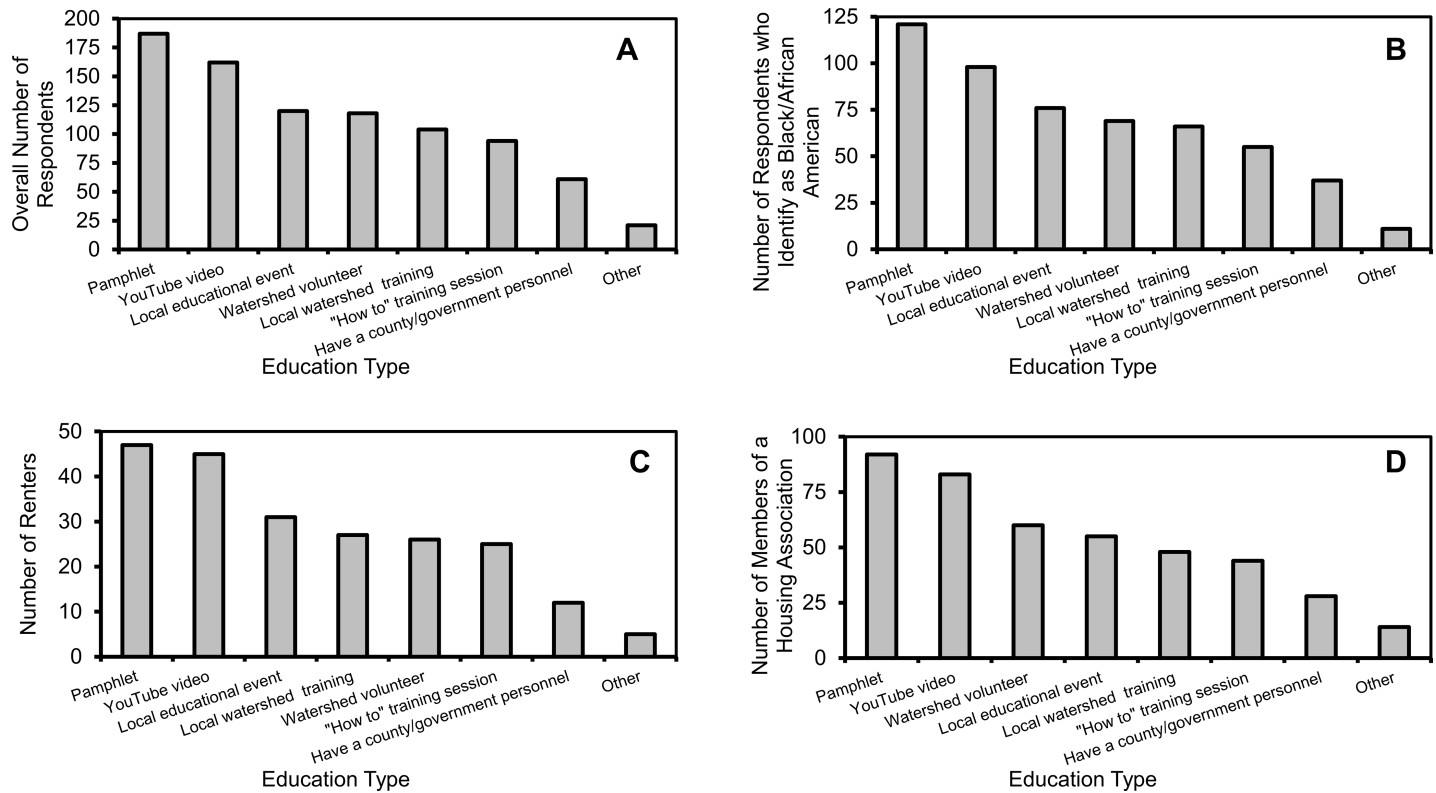 Overall Number of
Respondents
200
175
150
125
100
75
50
25
0
A
Pamphlet
YouTube video
Local educational event
Watershed volunteer
Local watershed training
"How to" training session
Have a county/government personnel
Other
Education Type
Number of Respondents who
Identify as Black/African
American
125
100
75
50
25
0
B
Pamphlet
YouTube video
Local educational event
Watershed volunteer
Local watershed training
"How to" training session
Have a county/government personnel
Other
Education Type
Number of Renters
50
40
30
20
10
0
C
Pamphlet
YouTube video
Local educational event
Local watershed training
Watershed volunteer
"How to" training session
Have a county/government personnel
Other
Education Type
Number of Members of a
Housing Association
100
75
50
25
0
D
Pamphlet
YouTube video
Watershed volunteer
Local educational event
Local watershed training
"How to" training session
Have a county/government personnel
Other
Education Type